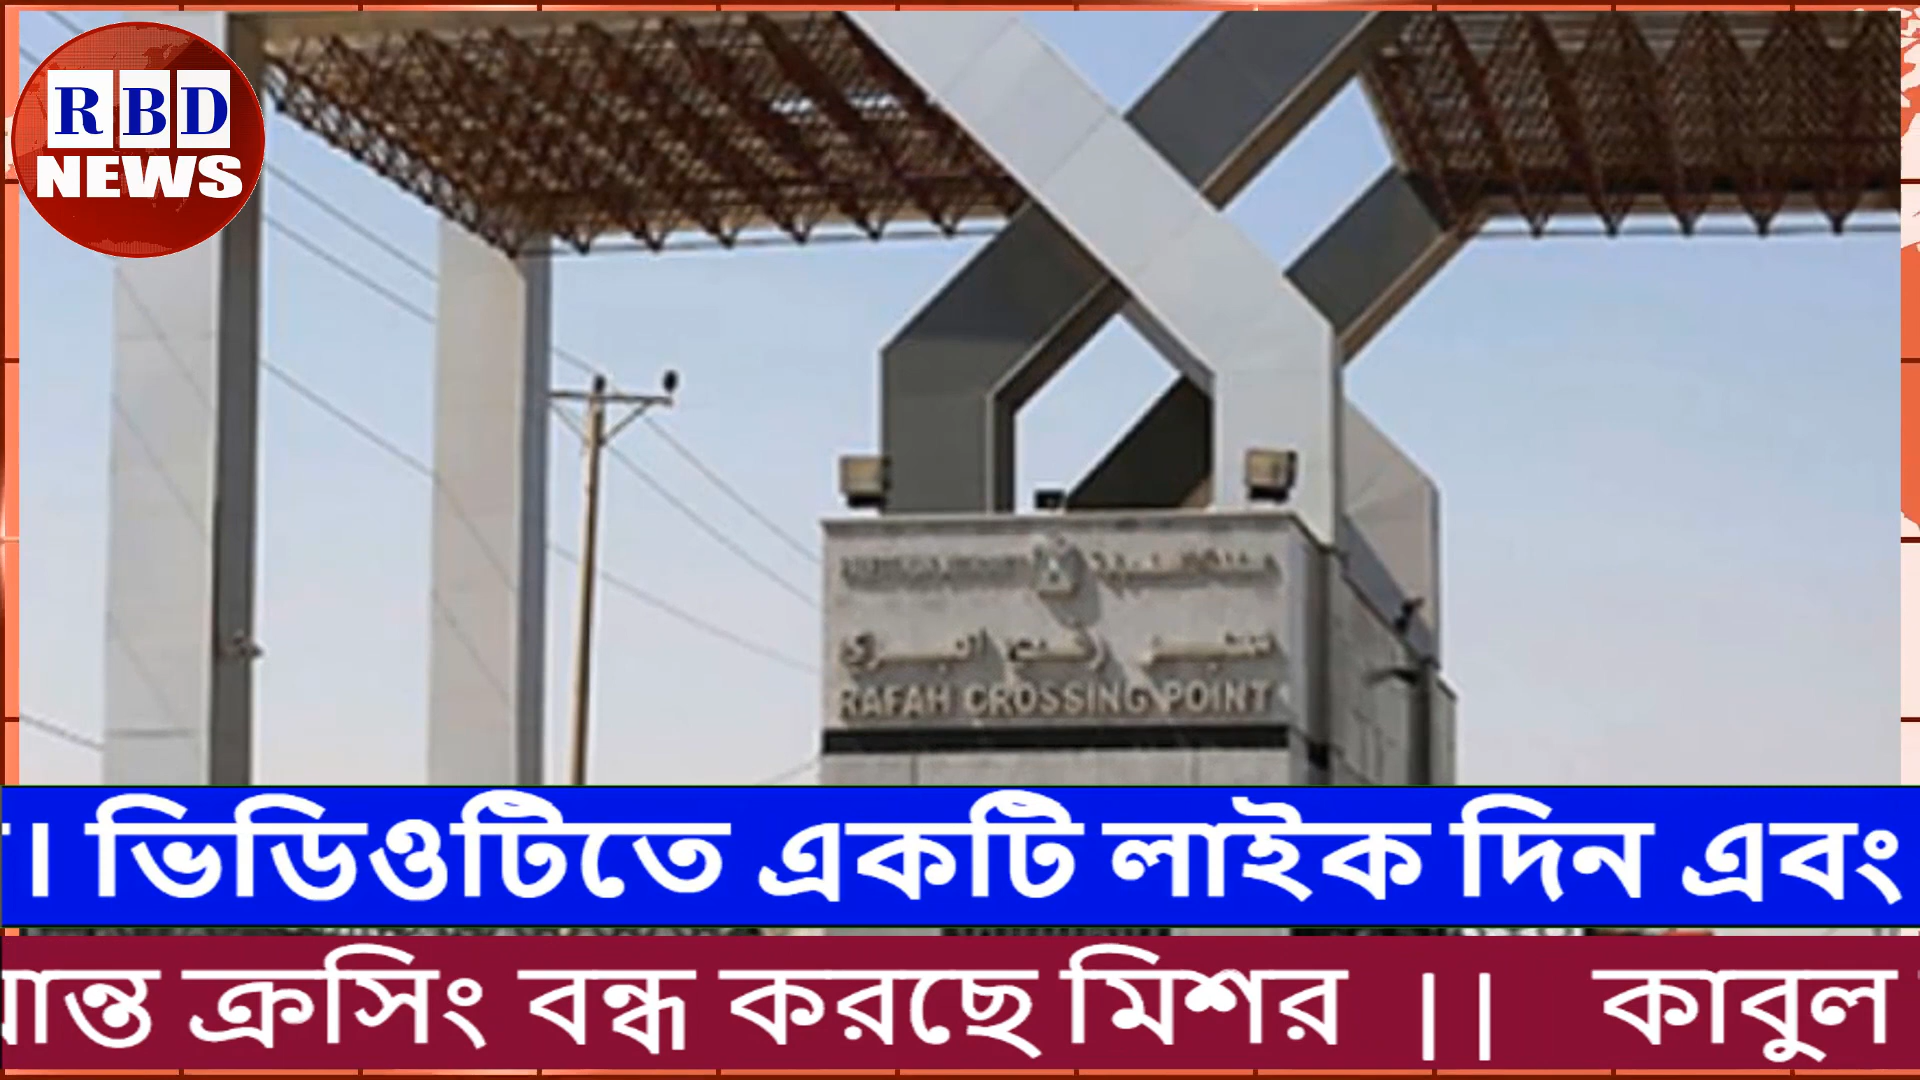 RBD
NEWS
RAFAH CROSSING POINT
। ভিডিওটিতে একটি লাইক দিন এবং
ক্রসিং বন্ধ করছে মিশর || কাবুল